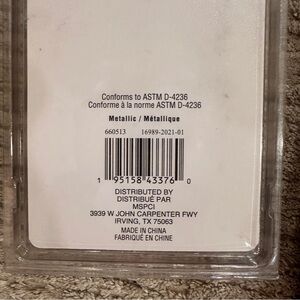 Conforms to ASTM D-4236
Conforme à la norme ASTM D-4236
Metallic / Métallique
660513 16989-2021-01
1 95158 43376 0
DISTRIBUTED BY
DISTRIBUÉ PAR
MSPCI
3939 W JOHN CARPENTER FWY
IRVING, TX 75063
MADE IN CHINA
FABRIQUÉ EN CHINE